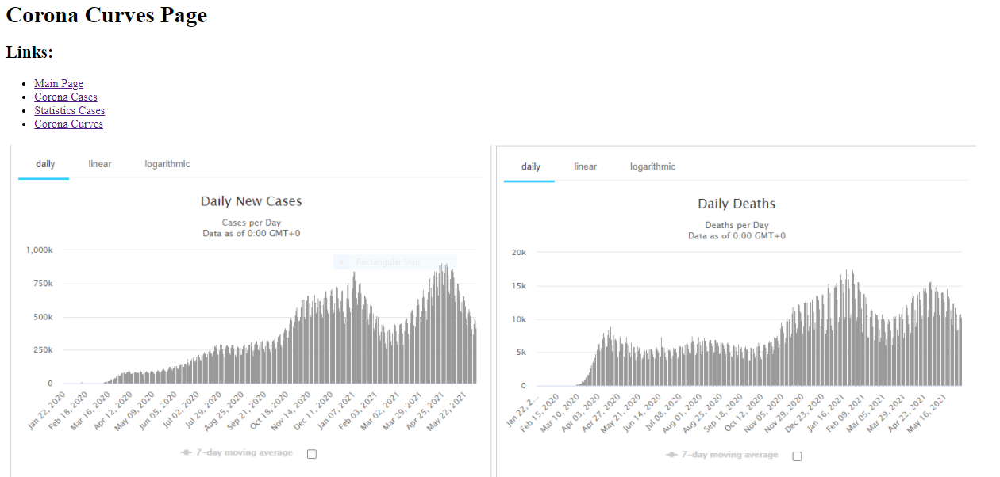 Corona Curves Page
Links:
Main Page
Corona Cases
Statistics Cases
Corona Curves
daily linear logarithmic
Daily New Cases
Cases per Day
Data as of 0:00 GMT+0
Rectangular Snip
1,000k
750k
500k
250k
0
Jan 22, 2020
Feb 18, 2020
Mar 16, 2020
Apr 12, 2020
May 09, 2020
Jun 05, 2020
Jul 02, 2020
Jul 29, 2020
Aug 25, 2020
Sep 21, 2020
Oct 18, 2020
Nov 14, 2020
Dec 11, 2020
Jan 07, 2021
Feb 03, 2021
Mar 02, 2021
Mar 29, 2021
Apr 25, 2021
May 22, 2021
7-day moving average
daily linear logarithmic
Daily Deaths
Deaths per Day
Data as of 0:00 GMT+0
20k
15k
10k
5k
0
Jan 22, 2...
Feb 15, 2020
Mar 10, 2020
Apr 03, 2020
Apr 27, 2020
May 21, 2020
Jun 14, 2020
Jul 08, 2020
Aug 01, 2020
Aug 25, 2020
Sep 18, 2020
Oct 12, 2020
Nov 05, 2020
Nov 29, 2020
Dec 23, 2020
Jan 16, 2021
Feb 09, 2021
Mar 05, 2021
Mar 29, 2021
Apr 22, 2021
May 16, 2021
7-day moving average